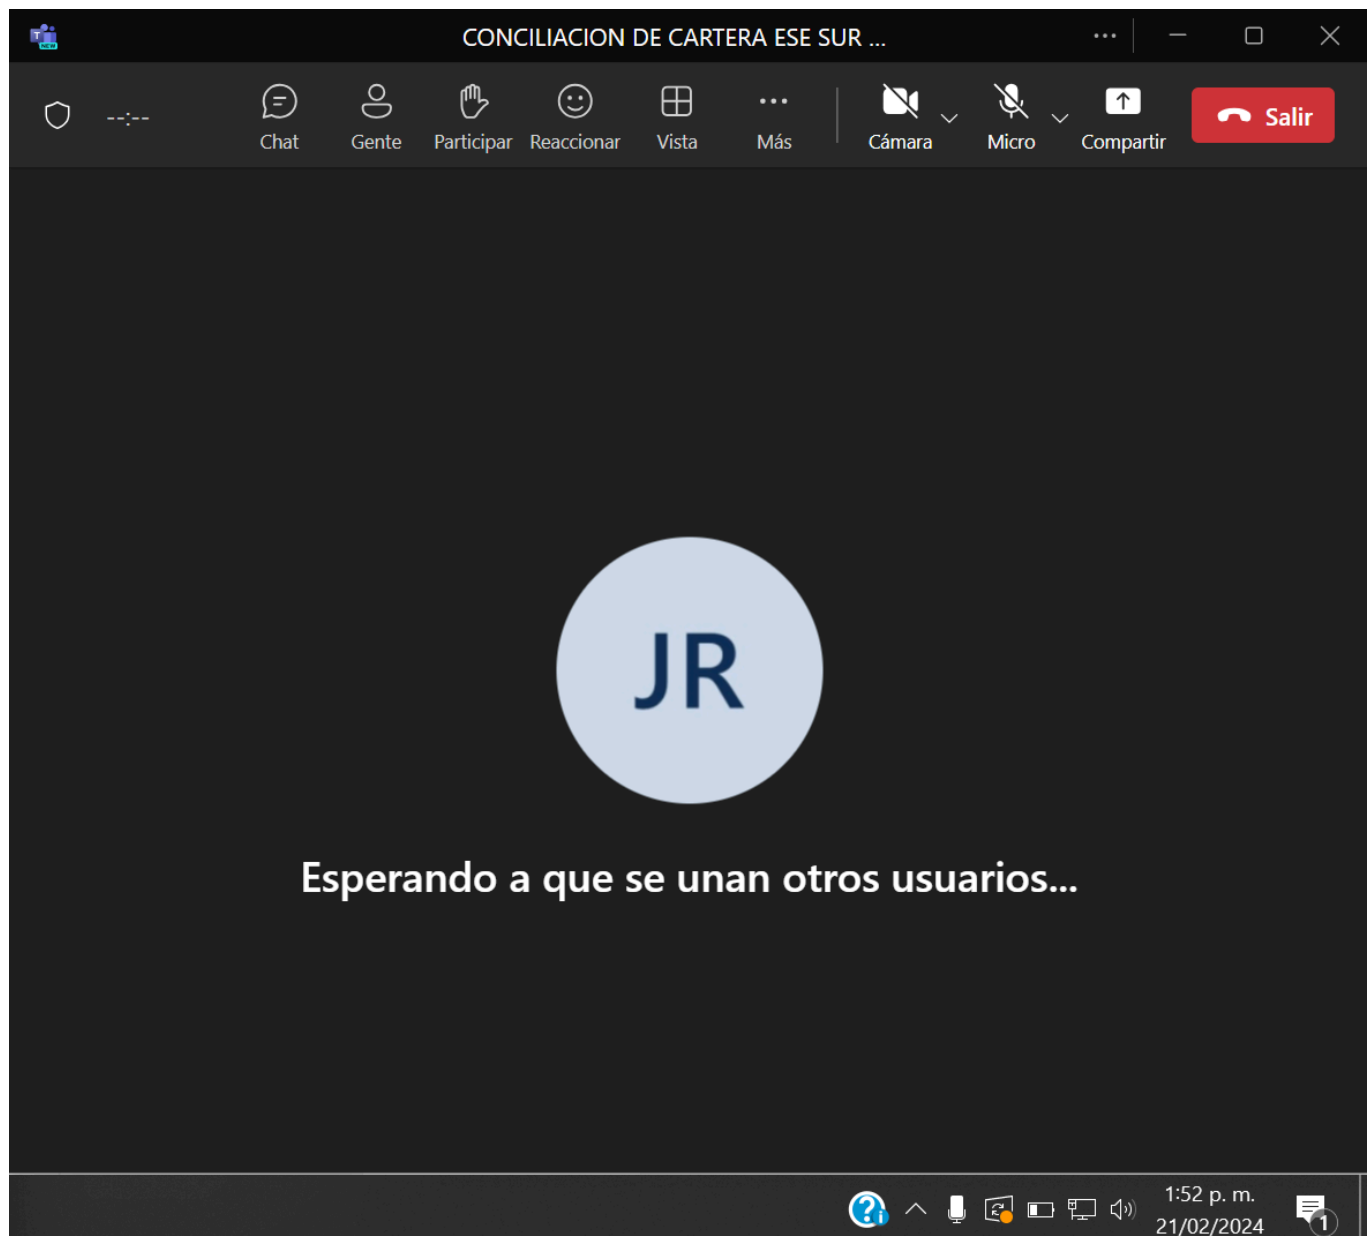 CONCILIACION DE CARTERA ESE SUR ...
--:--
Chat
Gente
Participar
Reaccionar
Vista
Más
Cámara
Micro
Compartir
Salir
JR
Esperando a que se unan otros usuarios...
1:52 p. m.
21/02/2024
1